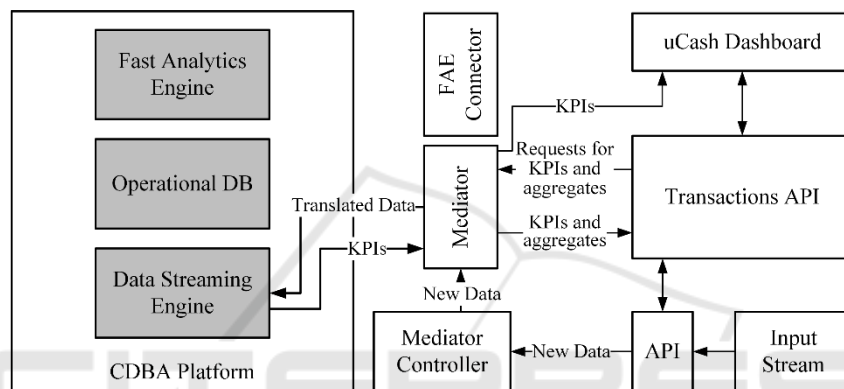 Fast Analytics
Engine
Operational DB
Data Streaming
Engine
CDBA Platform
FAE
Connector
Mediator
Mediator
Controller
uCash Dashboard
Transactions API
API
Input
Stream
KPIs
Requests for
KPIs and
aggregates
KPIs and
aggregates
Translated Data
KPIs
New Data
New Data